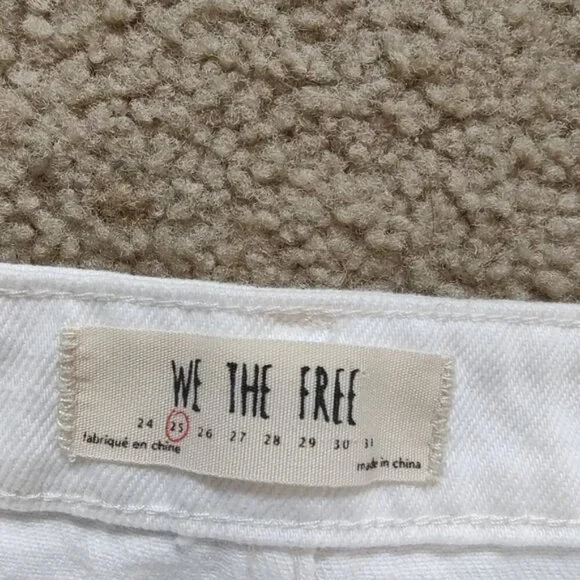 WE THE FREE
24 25 26 27 28 29 30 31
fabriqué en chine
made in china